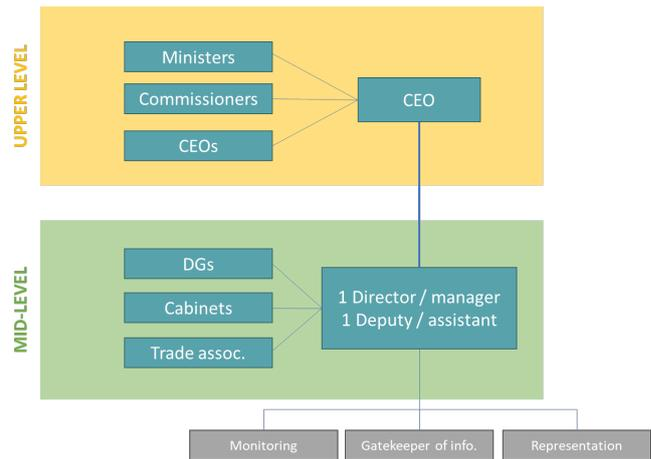 UPPER LEVEL
Ministers
Commissioners
CEOs
CEO
MID-LEVEL
DGs
Cabinets
Trade assoc.
1 Director / manager
1 Deputy / assistant
Monitoring
Gatekeeper of info.
Representation